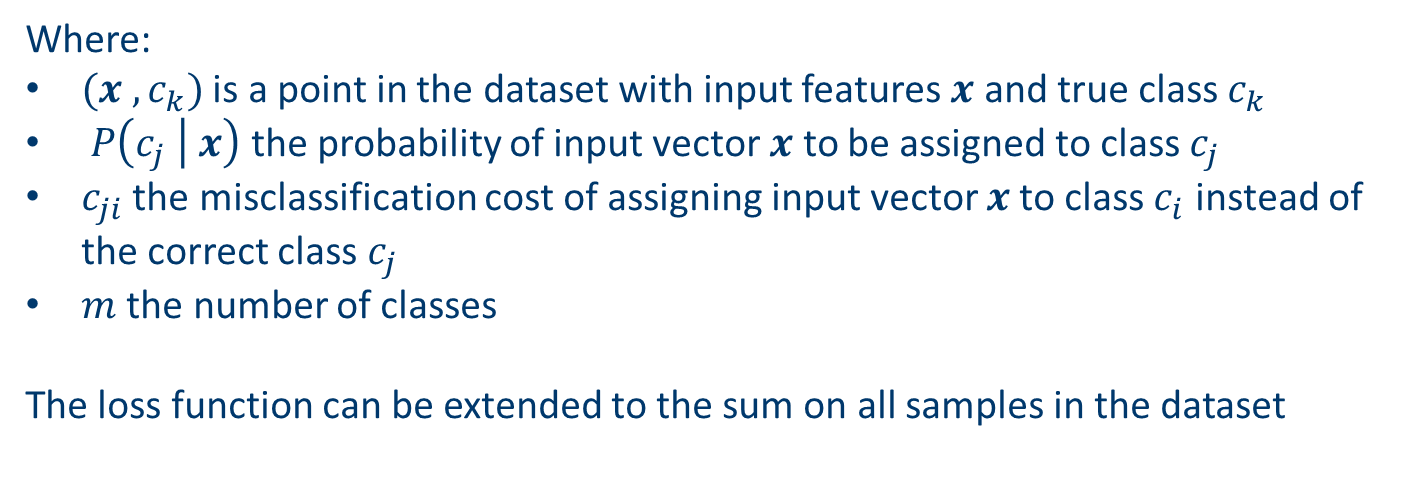 Where:
• (𝒙 , c_k) is a point in the dataset with input features 𝒙 and true class c_k
• P(c_j | 𝒙) the probability of input vector 𝒙 to be assigned to class c_j
• c_ji the misclassification cost of assigning input vector 𝒙 to class c_i instead of
the correct class c_j
• m the number of classes
The loss function can be extended to the sum on all samples in the dataset